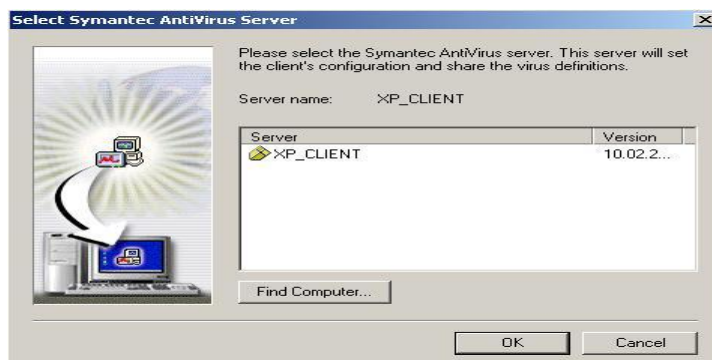 Select Symantec AntiVirus Server
Please select the Symantec AntiVirus server. This server will set
the client's configuration and share the virus definitions.
Server name: XP_CLIENT
Server Version
XP_CLIENT 10.02.2...
Find Computer...
OK Cancel